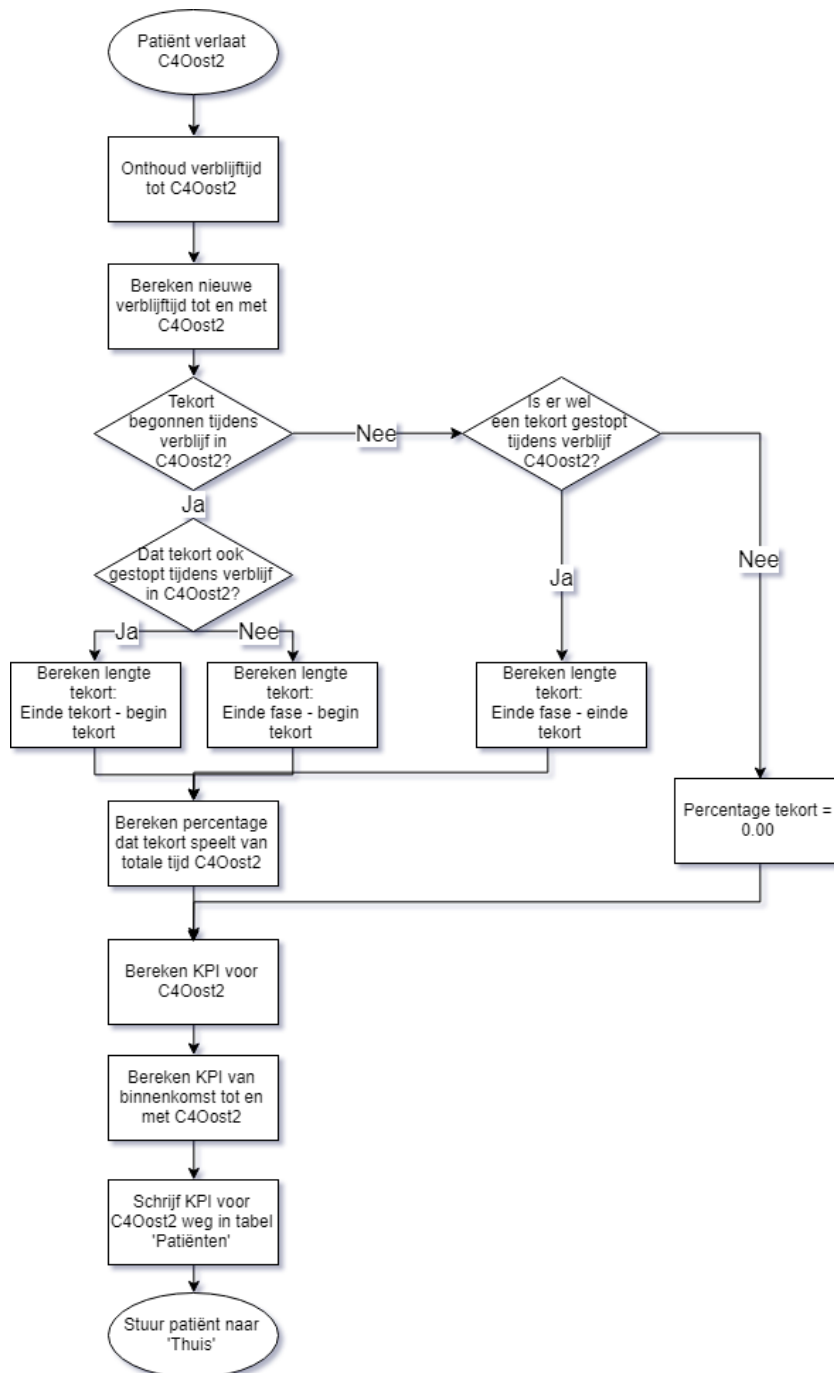 Patiënt verlaat
C4Oost2
Onthoud verblijftijd
tot C4Oost2
Bereken nieuwe
verblijftijd tot en met
C4Oost2
Tekort
begonnen tijdens
verblijf in
C4Oost2?
Nee
Is er wel
een tekort gestopt
tijdens verblijf
C4Oost2?
Ja
Dat tekort ook
gestopt tijdens verblijf
in C4Oost2?
Ja
Nee
Ja
Nee
Bereken lengte
tekort:
Einde tekort - begin
tekort
Bereken lengte
tekort:
Einde fase - begin
tekort
Bereken lengte
tekort:
Einde fase - einde
tekort
Percentage tekort =
0.00
Bereken percentage
dat tekort speelt van
totale tijd C4Oost2
Bereken KPI voor
C4Oost2
Bereken KPI van
binnenkomst tot en
met C4Oost2
Schrijf KPI voor
C4Oost2 weg in tabel
'Patiënten'
Stuur patiënt naar
'Thuis'